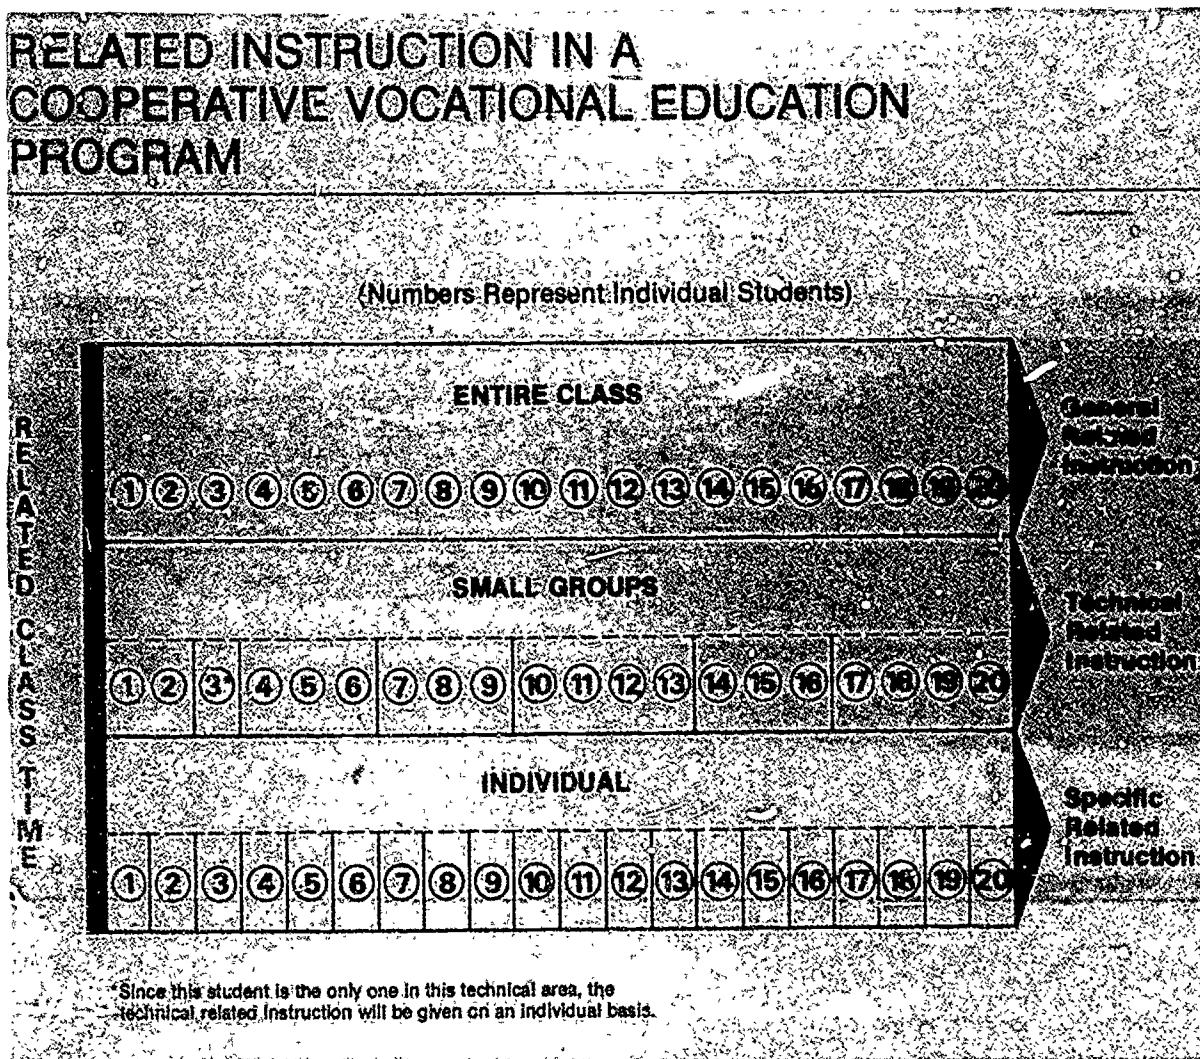 RELATED INSTRUCTION IN A
COOPERATIVE VOCATIONAL EDUCATION
PROGRAM
(Numbers Represent Individual Students)
RELATED CLASS TIME
ENTIRE CLASS
1 2 3 4 5 6 7 8 9 10 11 12 13 14 15 16 17 18 19 20
General
Related
Instruction
SMALL GROUPS
1 2 3* 4 5 6 7 8 9 10 11 12 13 14 15 16 17 18 19 20
Technical
Related
Instruction
INDIVIDUAL
1 2 3 4 5 6 7 8 9 10 11 12 13 14 15 16 17 18 19 20
Specific
Related
Instruction
*Since this student is the only one in this technical area, the
technical related instruction will be given on an individual basis.